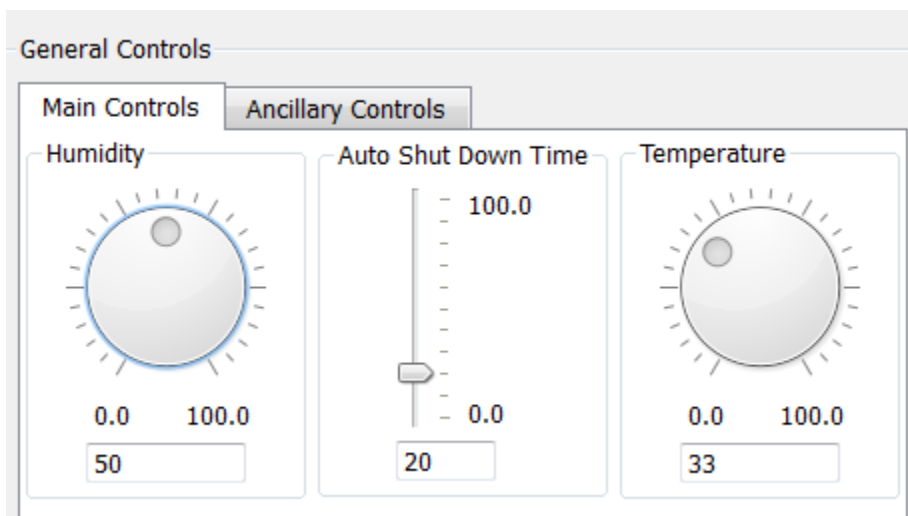 General Controls
Main Controls
Ancillary Controls
Humidity
0.0 100.0
50
Auto Shut Down Time
100.0
0.0
20
Temperature
0.0 100.0
33